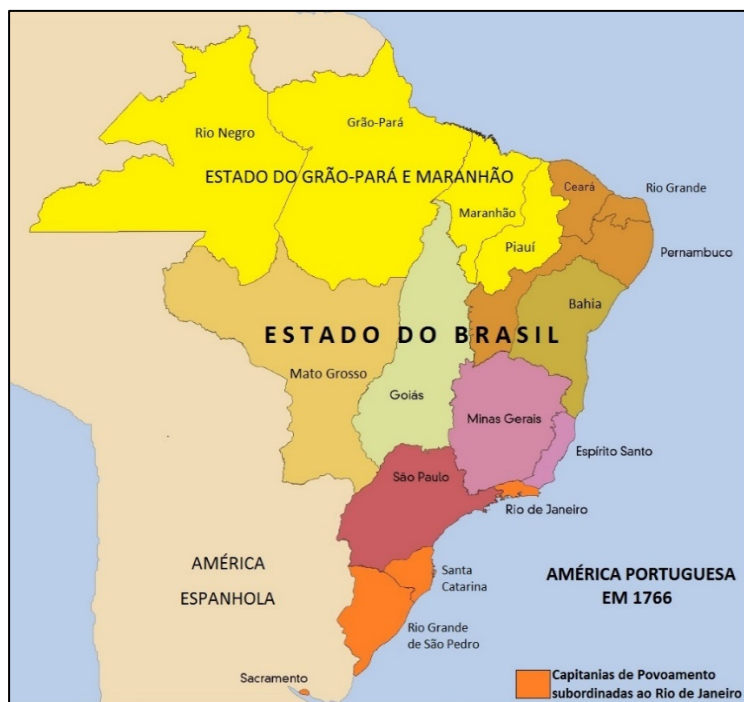 Rio Negro
Grão-Pará
ESTADO DO GRÃO-PARÁ E MARANHÃO
Maranhão
Piauí
Ceará
Rio Grande
Pernambuco
Bahia
ESTADO DO BRASIL
Mato Grosso
Goiás
Minas Gerais
Espírito Santo
São Paulo
Rio de Janeiro
AMÉRICA
ESPANHOLA
Santa
Catarina
Rio Grande
de São Pedro
Sacramento
AMÉRICA PORTUGUESA
EM 1766
Capitanias de Povoamento
subordinadas ao Rio de Janeiro